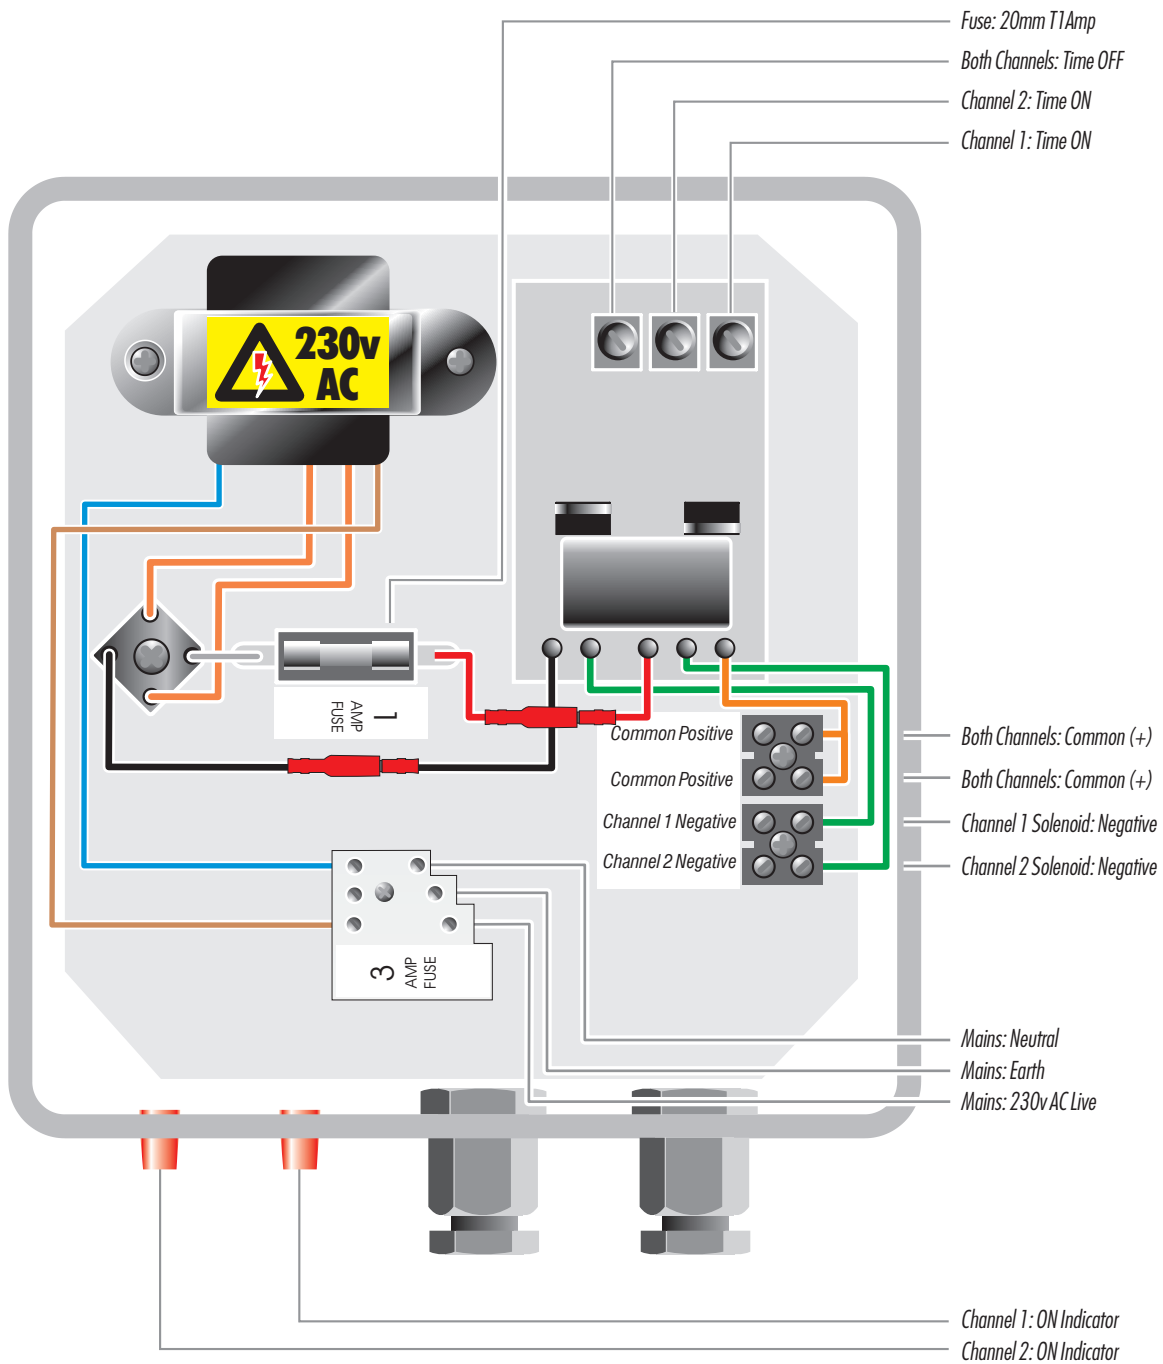 Fuse: 20mm T1Amp
Both Channels: Time OFF
Channel 2: Time ON
Channel 1: Time ON
230v
AC
1
AMP
FUSE
Common Positive
Common Positive
Channel 1 Negative
Channel 2 Negative
Both Channels: Common (+)
Both Channels: Common (+)
Channel 1 Solenoid: Negative
Channel 2 Solenoid: Negative
3
AMP
FUSE
Mains: Neutral
Mains: Earth
Mains: 230v AC Live
Channel 1: ON Indicator
Channel 2: ON Indicator